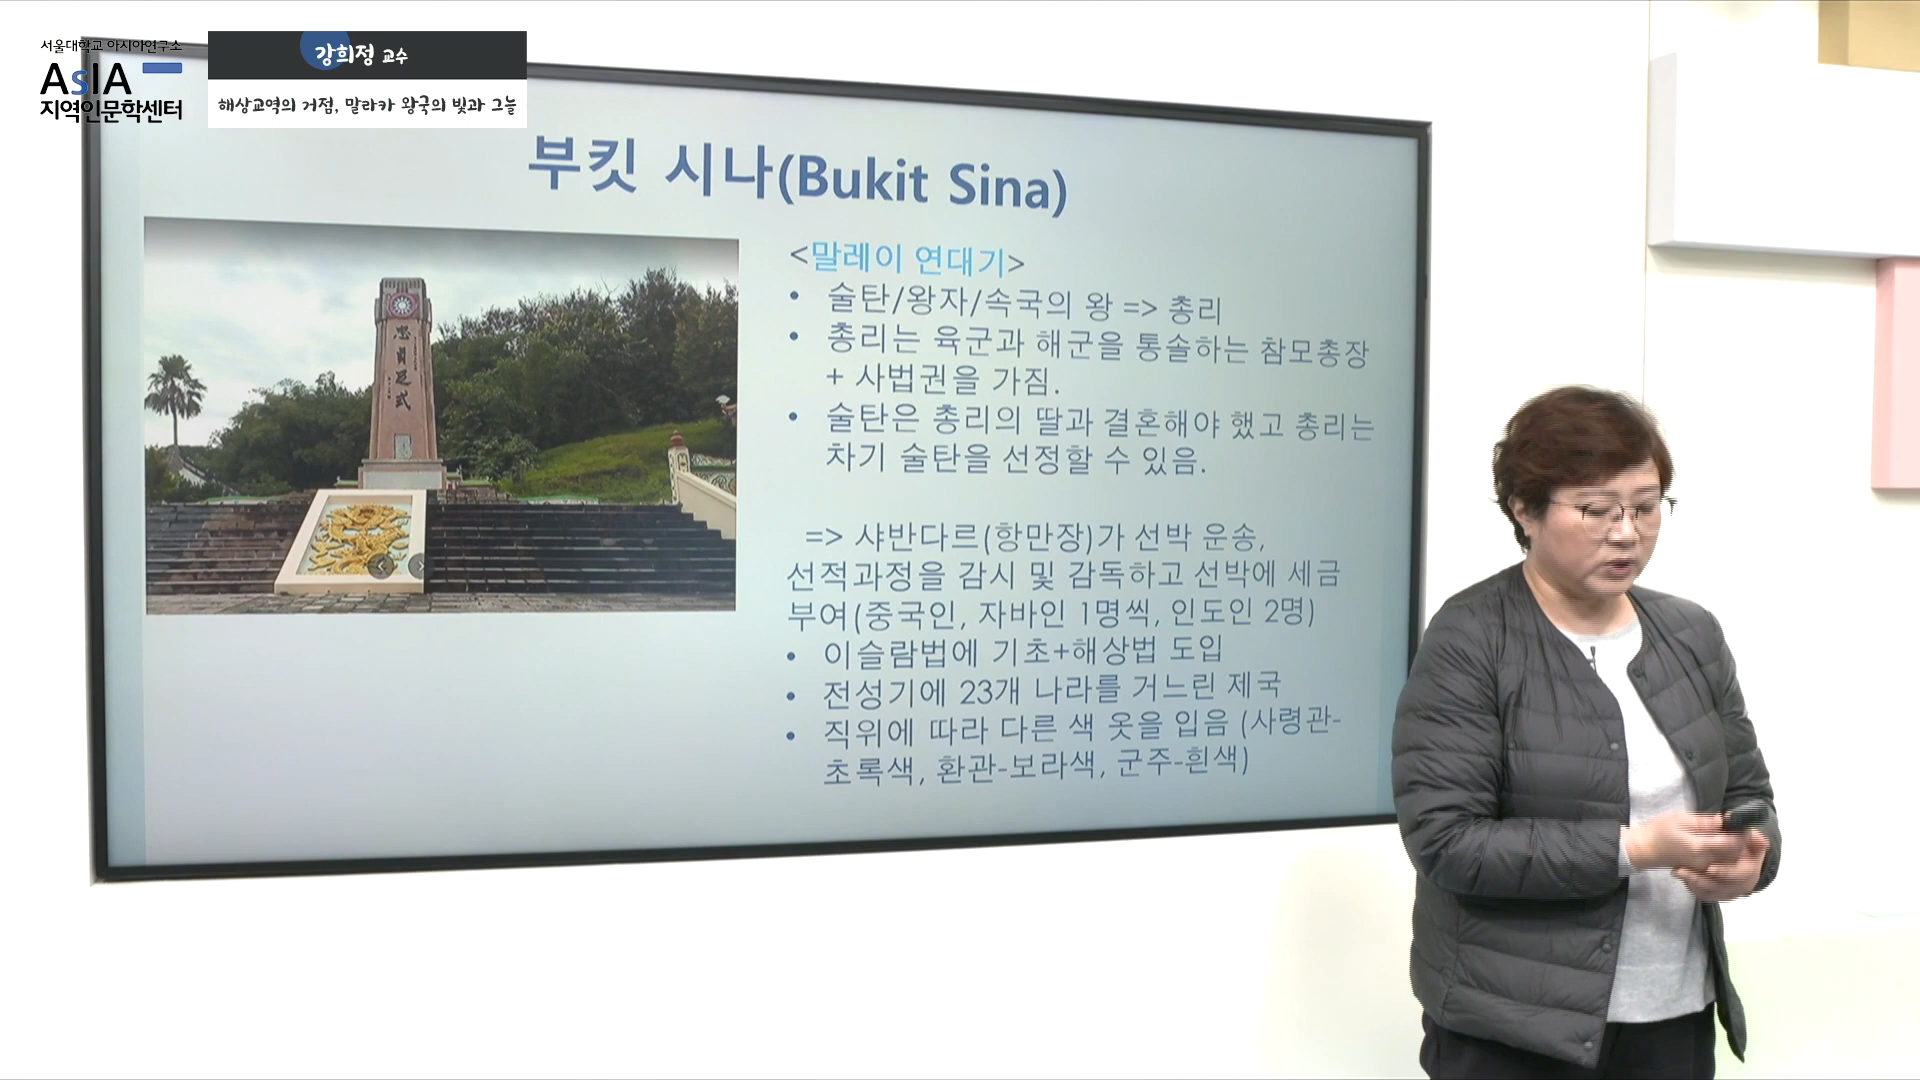 서울대학교 아시아연구소
AsIA
지역인문학센터
강희정 교수
해상교역의 거점, 말라카 왕국의 빛과 그늘
부킷 시나(Bukit Sina)
忠貞足式
<말레이 연대기>
• 술탄/왕자/속국의 왕 => 총리
• 총리는 육군과 해군을 통솔하는 참모총장
+ 사법권을 가짐.
• 술탄은 총리의 딸과 결혼해야 했고 총리는
차기 술탄을 선정할 수 있음.
=> 샤반다르(항만장)가 선박 운송,
선적과정을 감시 및 감독하고 선박에 세금
부여(중국인, 자바인 1명씩, 인도인 2명)
• 이슬람법에 기초+해상법 도입
• 전성기에 23개 나라를 거느린 제국
• 직위에 따라 다른 색 옷을 입음 (사령관-
초록색, 환관-보라색, 군주-흰색)